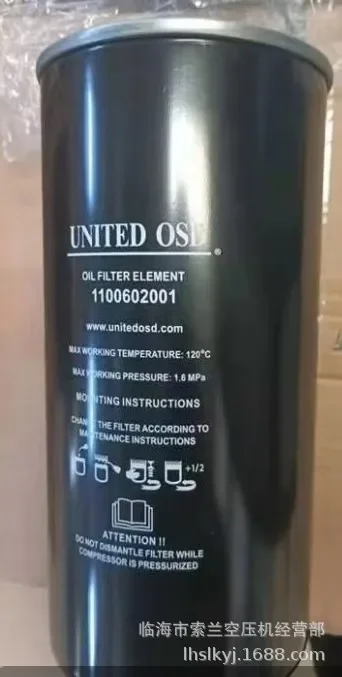 UNITED OSD
®
OIL FILTER ELEMENT
1100602001
www.unitedosd.com
MAX WORKING TEMPERATURE: 120°C
MAX WORKING PRESSURE: 1.6 MPa
MOUNTING INSTRUCTIONS
CHANGE THE FILTER ACCORDING TO
MAINTENANCE INSTRUCTIONS
+1/2
ATTENTION !!
DO NOT DISMANTLE FILTER WHILE
COMPRESSOR IS PRESSURIZED
临海市索兰空压机经营部
lhslkyj.1688.com